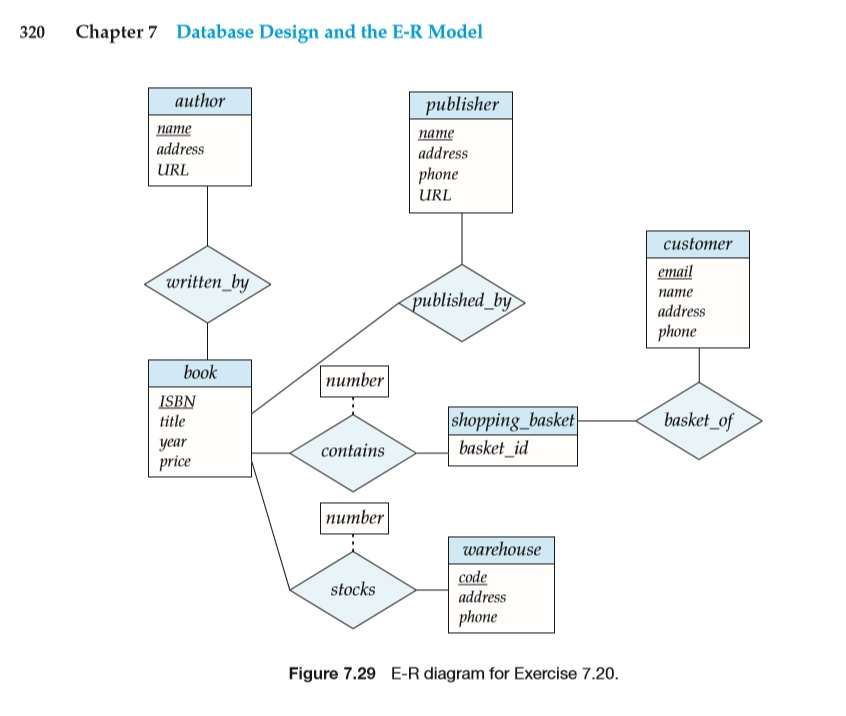 320 Chapter 7 Database Design and the E-R Model
author
name
address
URL
publisher
name
address
phone
URL
customer
email
name
address
phone
written_by
published_by
book
ISBN
title
year
price
number
contains
shopping_basket
basket_id
basket_of
number
stocks
warehouse
code
address
phone
Figure 7.29 E-R diagram for Exercise 7.20.